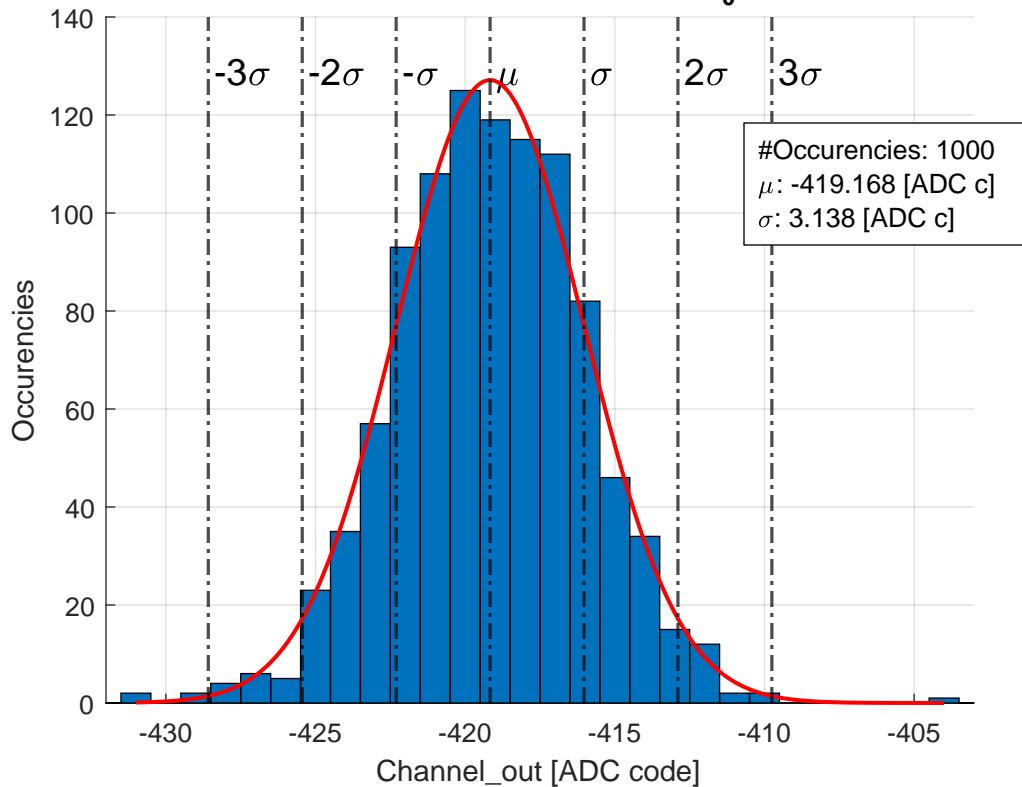 140
120
100
80
60
40
20
0
Occurencies
-3σ
-2σ
-σ
μ
σ
2σ
3σ
#Occurencies: 1000
μ: -419.168 [ADC c]
σ: 3.138 [ADC c]
-430
-425
-420
-415
-410
-405
Channel_out [ADC code]